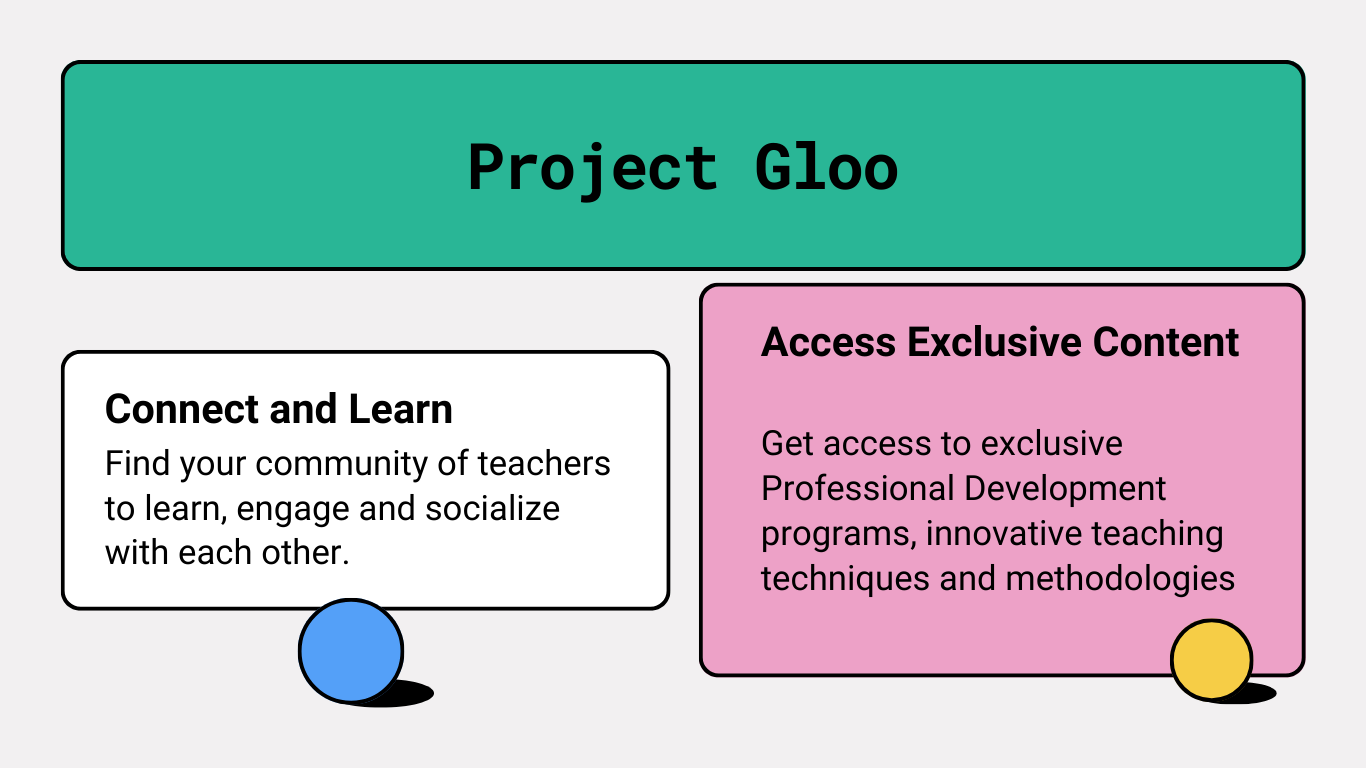 Project Gloo
Connect and Learn
Find your community of teachers
to learn, engage and socialize
with each other.
Access Exclusive Content
Get access to exclusive
Professional Development
programs, innovative teaching
techniques and methodologies